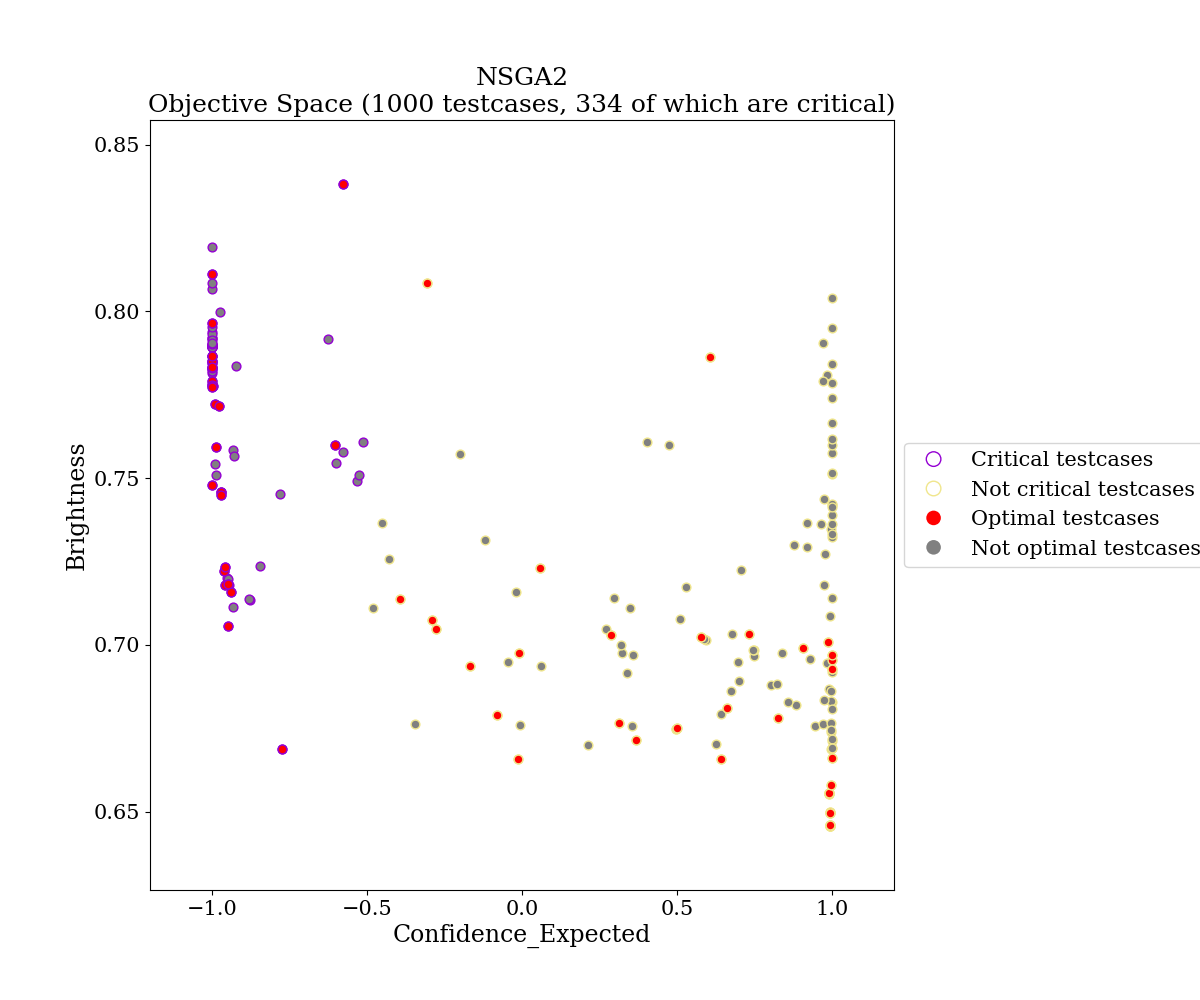 NSGA2
Objective Space (1000 testcases, 334 of which are critical)
0.85
0.80
0.75
0.70
0.65
Brightness
−1.0 −0.5 0.0 0.5 1.0
Confidence_Expected
Critical testcases
Not critical testcases
Optimal testcases
Not optimal testcases